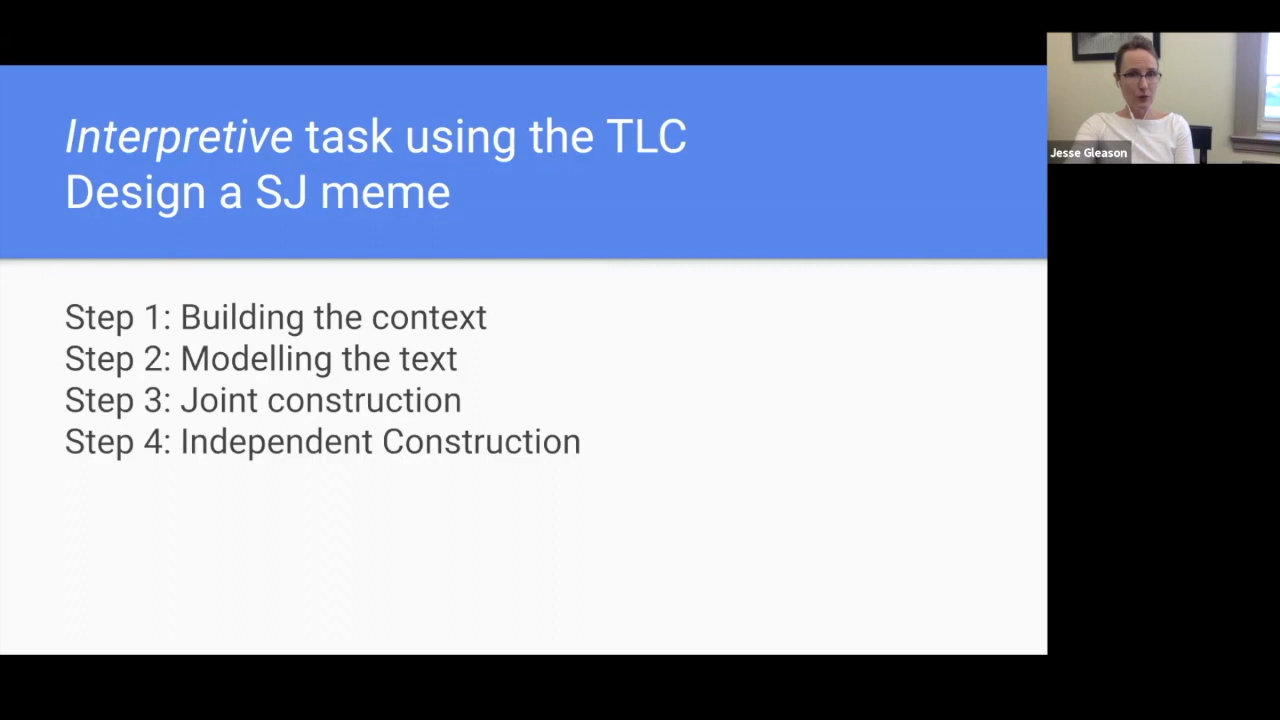 Interpretive task using the TLC
Design a SJ meme
Step 1: Building the context
Step 2: Modelling the text
Step 3: Joint construction
Step 4: Independent Construction
Jesse Gleason